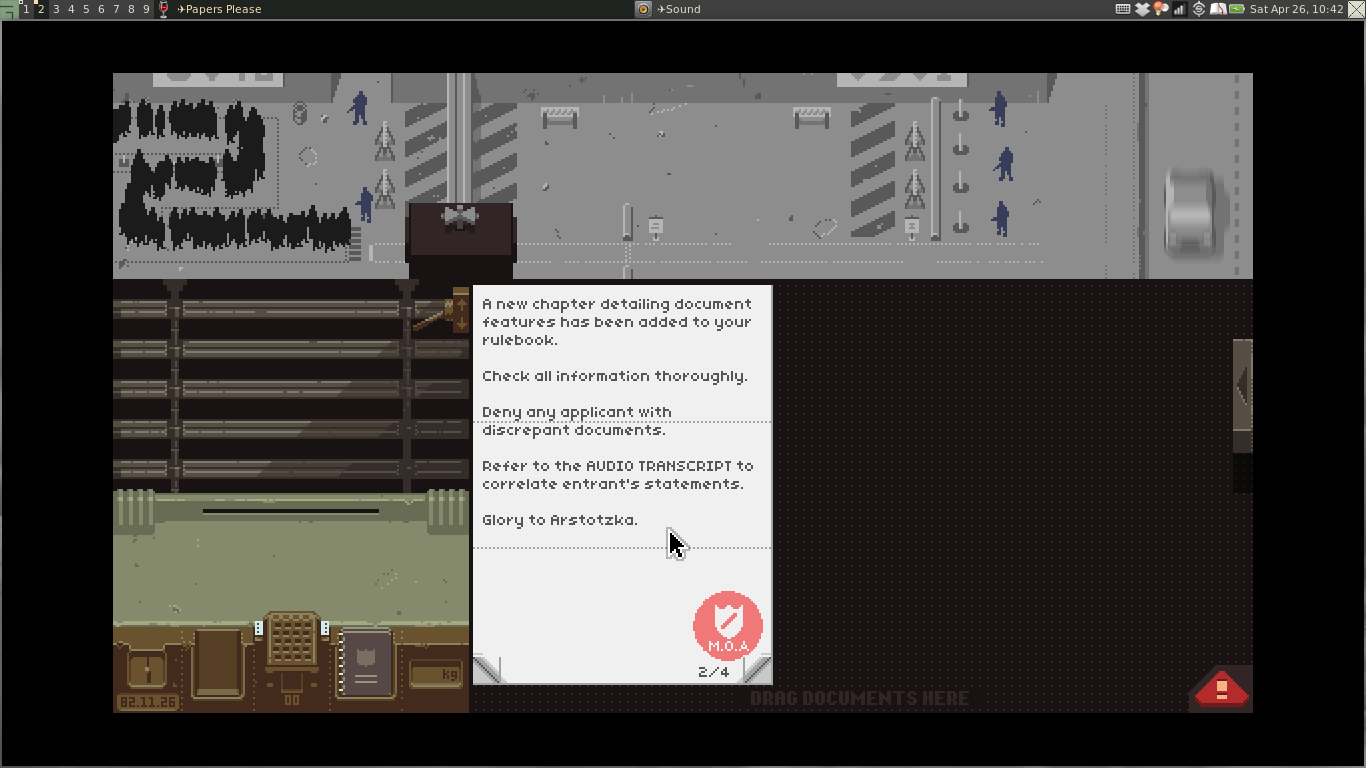 1 2 3 4 5 6 7 8 9 ✈Papers Please ✈Sound Sat Apr 26, 10:42
A new chapter detailing document
features has been added to your
rulebook.
Check all information thoroughly.
Deny any applicant with
discrepant documents.
Refer to the AUDIO TRANSCRIPT to
correlate entrant's statements.
Glory to Arstotzka.
M.O.A
2/4
kg
82.11.26
00
DRAG DOCUMENTS HERE